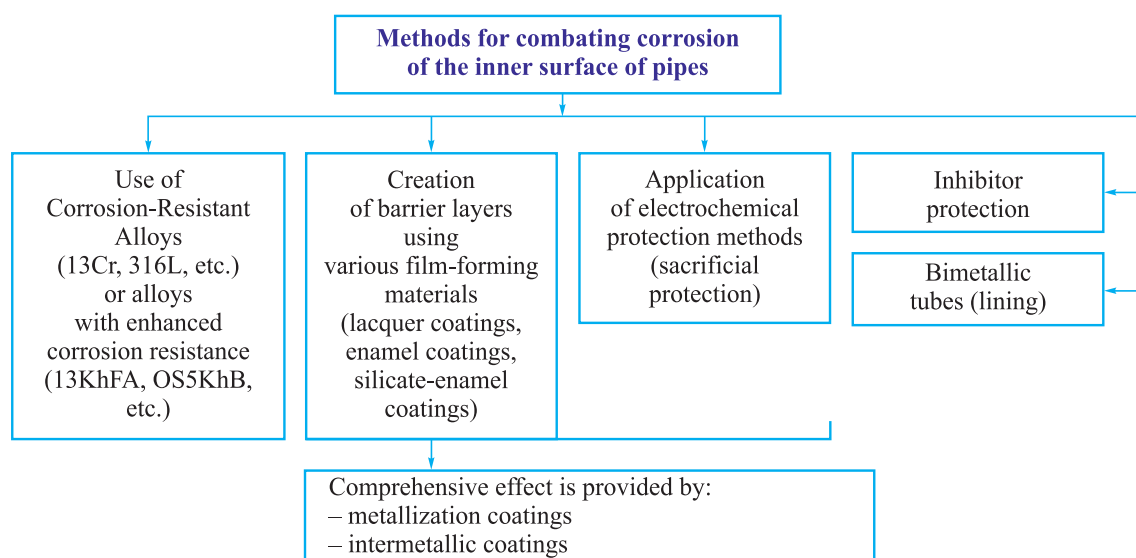 Methods for combating corrosion
of the inner surface of pipes
Use of
Corrosion-Resistant
Alloys
(13Cr, 316L, etc.)
or alloys
with enhanced
corrosion resistance
(13KhFA, OS5KhB,
etc.)
Creation
of barrier layers
using
various film-forming
materials
(lacquer coatings,
enamel coatings,
silicate-enamel
coatings)
Application
of electrochemical
protection methods
(sacrificial
protection)
Inhibitor
protection
Bimetallic
tubes (lining)
Comprehensive effect is provided by:
– metallization coatings
– intermetallic coatings